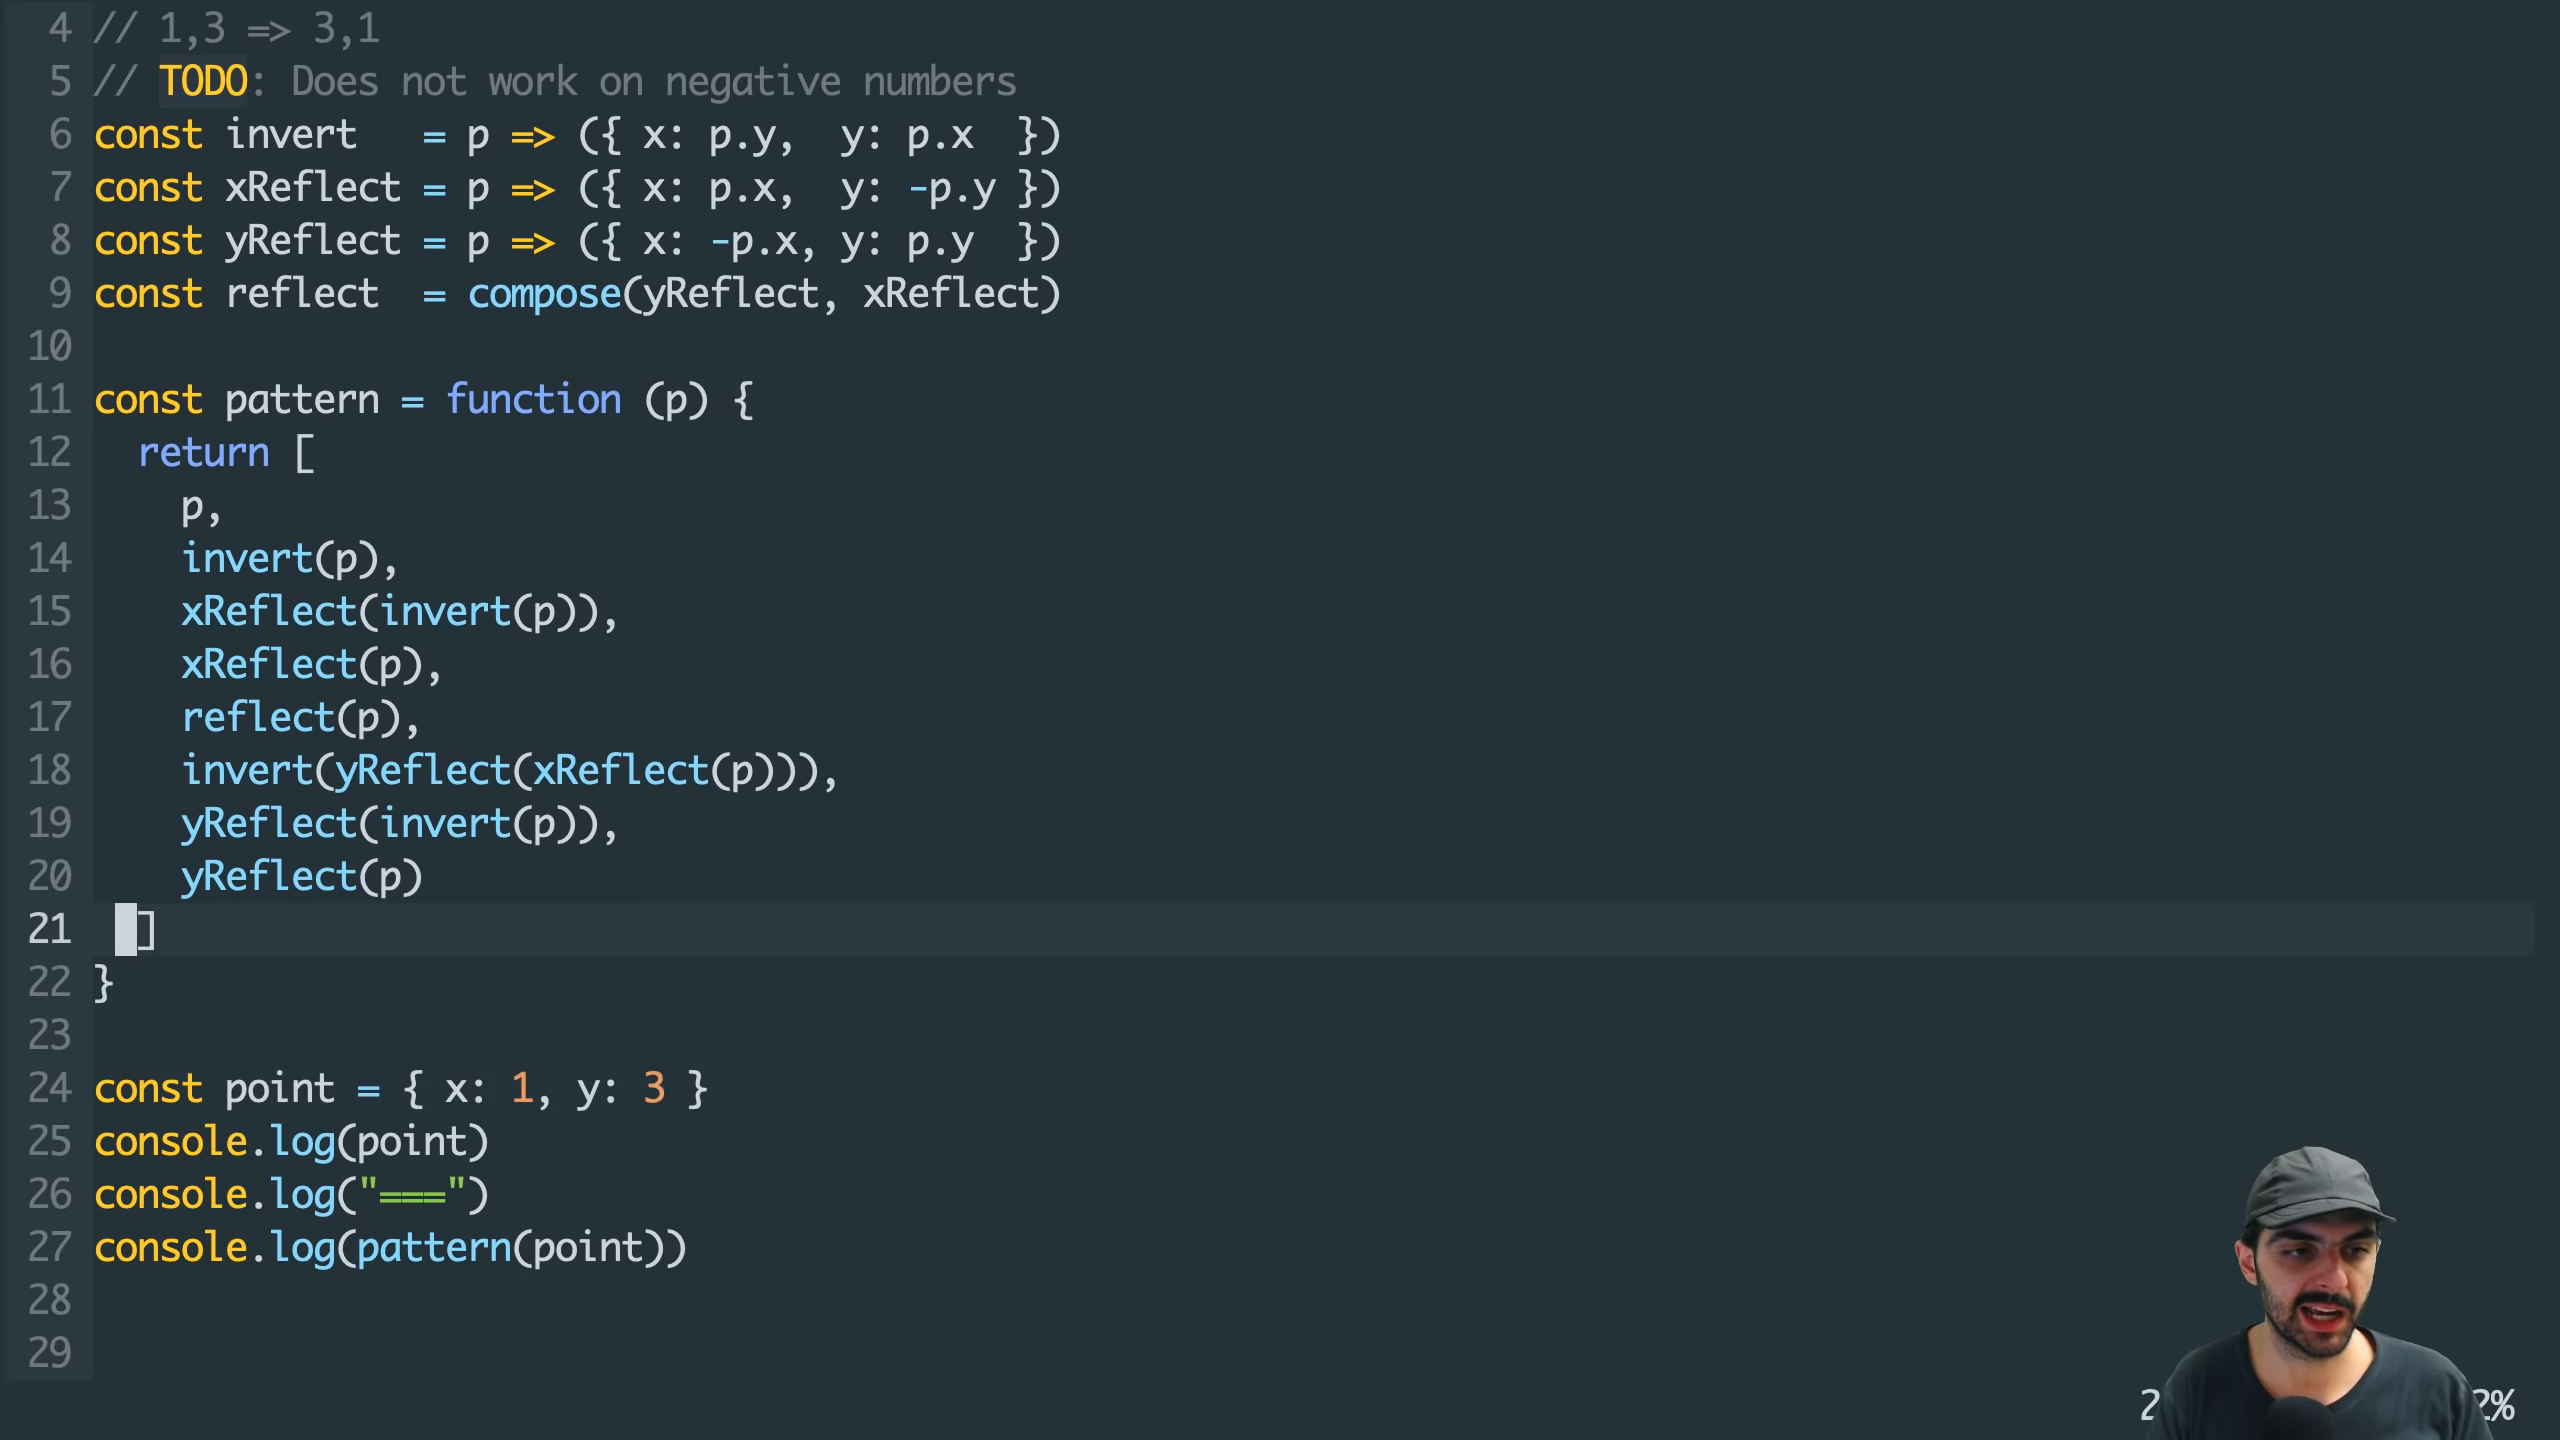 4 // 1,3 => 3,1
5 // TODO: Does not work on negative numbers
6 const invert   = p => ({ x: p.y,  y: p.x  })
7 const xReflect = p => ({ x: p.x,  y: -p.y })
8 const yReflect = p => ({ x: -p.x, y: p.y  })
9 const reflect  = compose(yReflect, xReflect)
10
11 const pattern = function (p) {
12   return [
13     p,
14     invert(p),
15     xReflect(invert(p)),
16     xReflect(p),
17     reflect(p),
18     invert(yReflect(xReflect(p))),
19     yReflect(invert(p)),
20     yReflect(p)
21   ]
22 }
23
24 const point = { x: 1, y: 3 }
25 console.log(point)
26 console.log("===")
27 console.log(pattern(point))
28
29
2 2%